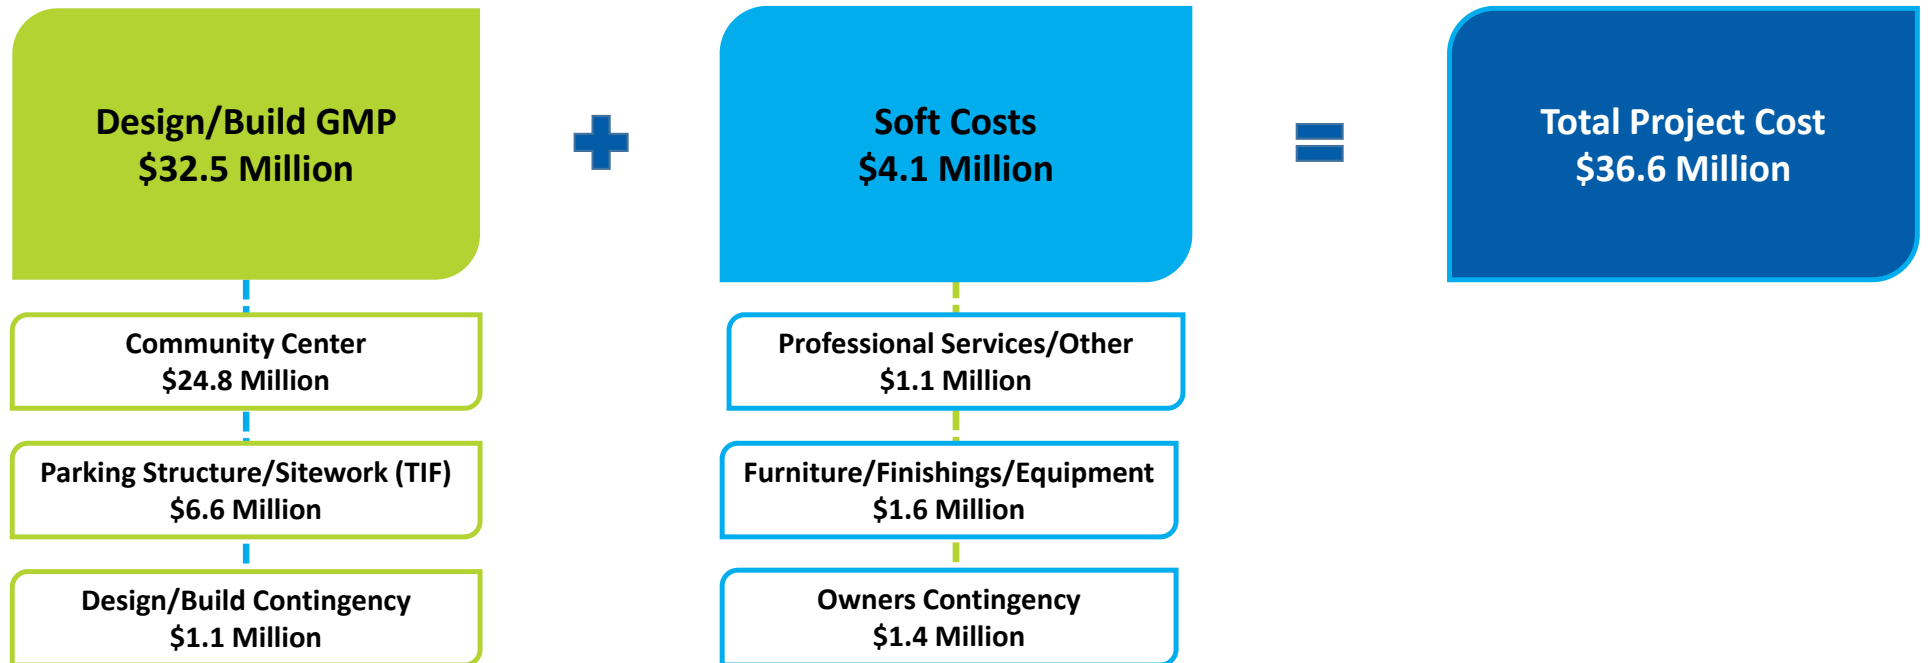 Design/Build GMP
$32.5 Million
Soft Costs
$4.1 Million
Total Project Cost
$36.6 Million
Community Center
$24.8 Million
Parking Structure/Sitework (TIF)
$6.6 Million
Design/Build Contingency
$1.1 Million
Professional Services/Other
$1.1 Million
Furniture/Finishings/Equipment
$1.6 Million
Owners Contingency
$1.4 Million